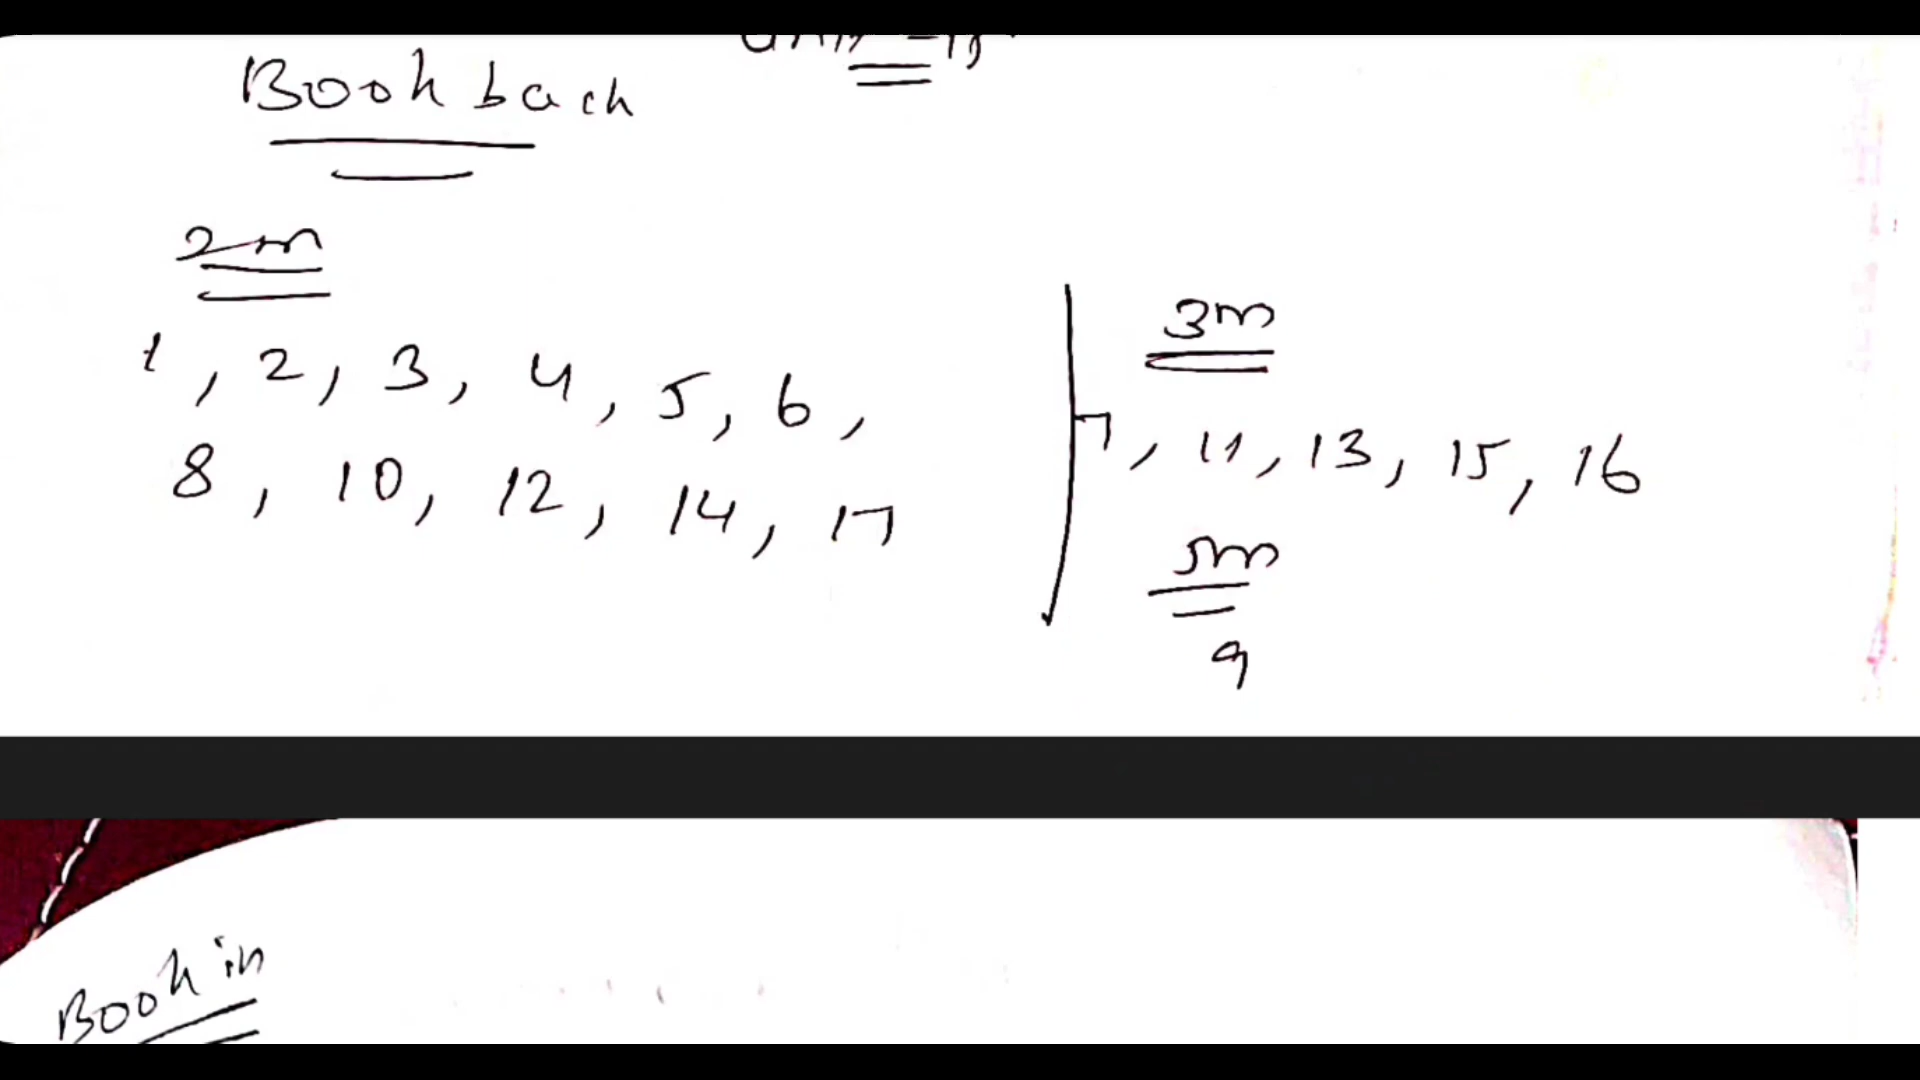 Book back
2m
1, 2, 3, 4, 5, 6,
8, 10, 12, 14, 17
3m
7, 11, 13, 15, 16
5m
9
Book in